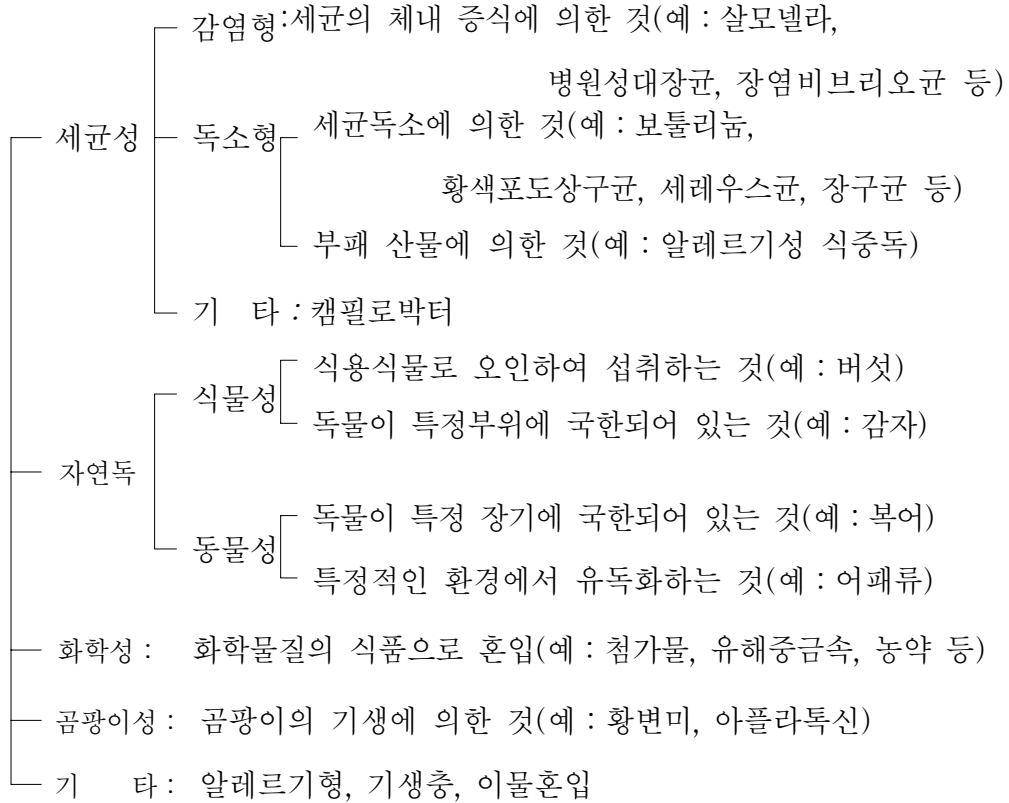 감염형:세균의 체내 증식에 의한 것(예 : 살모넬라,
병원성대장균, 장염비브리오균 등)
세균성
독소형
세균독소에 의한 것(예 : 보툴리눔,
황색포도상구균, 세레우스균, 장구균 등)
부패 산물에 의한 것(예 : 알레르기성 식중독)
기 타 : 캠필로박터
식물성
식용식물로 오인하여 섭취하는 것(예 : 버섯)
독물이 특정부위에 국한되어 있는 것(예 : 감자)
자연독
동물성
독물이 특정 장기에 국한되어 있는 것(예 : 복어)
특정적인 환경에서 유독화하는 것(예 : 어패류)
화학성 : 화학물질의 식품으로 혼입(예 : 첨가물, 유해중금속, 농약 등)
곰팡이성 : 곰팡이의 기생에 의한 것(예 : 황변미, 아플라톡신)
기 타 : 알레르기형, 기생충, 이물혼입